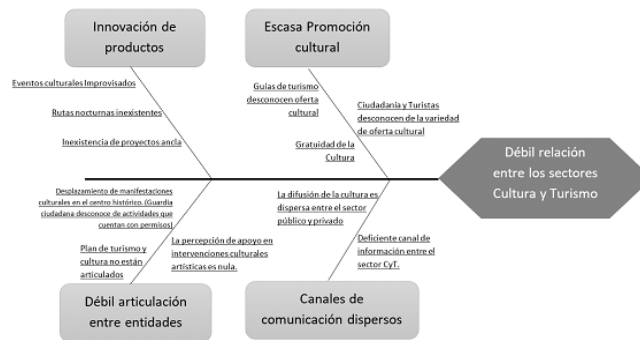 Innovación de
productos
Escasa Promoción
cultural
Eventos culturales Improvisados
Rutas nocturnas inexistentes
Inexistencia de proyectos ancla
Guías de turismo
desconocen oferta
cultural
Gratuidad de la
Cultura
Ciudadanía y Turistas
desconocen de la variedad
de oferta cultural
Débil relación
entre los sectores
Cultura y Turismo
Desplazamiento de manifestaciones
culturales en el centro histórico. (Guardia
ciudadana desconoce de actividades que
cuentan con permisos)
Plan de turismo y
cultura no están
articulados
La percepción de apoyo en
intervenciones culturales
artísticas es nula.
La difusión de la cultura es
dispersa entre el sector
público y privado
Deficiente canal de
información entre el
sector CyT.
Débil articulación
entre entidades
Canales de
comunicación dispersos